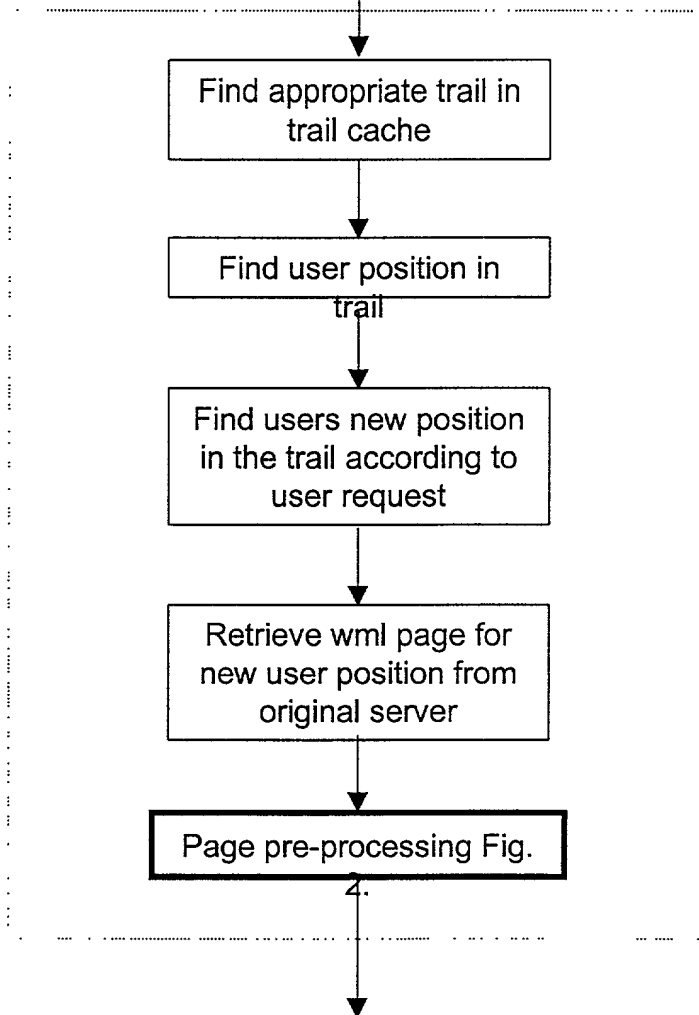 Find appropriate trail in
trail cache
Find user position in
trail
Find users new position
in the trail according to
user request
Retrieve wml page for
new user position from
original server
Page pre-processing Fig.
2.